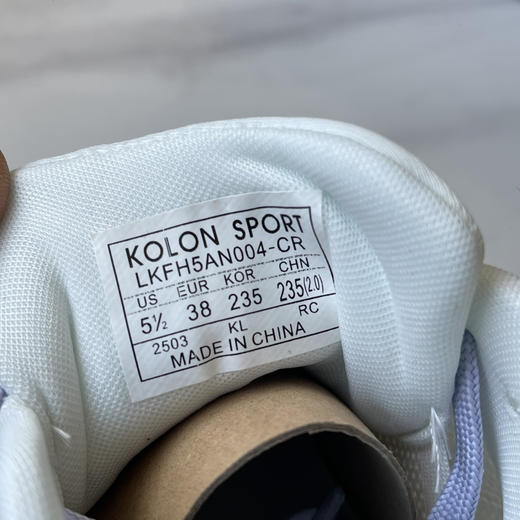 KOLON SPORT
LKFH5AN004-CR
US EUR KOR CHN
5½ 38 235 235(2.0)
2503 KL RC
MADE IN CHINA